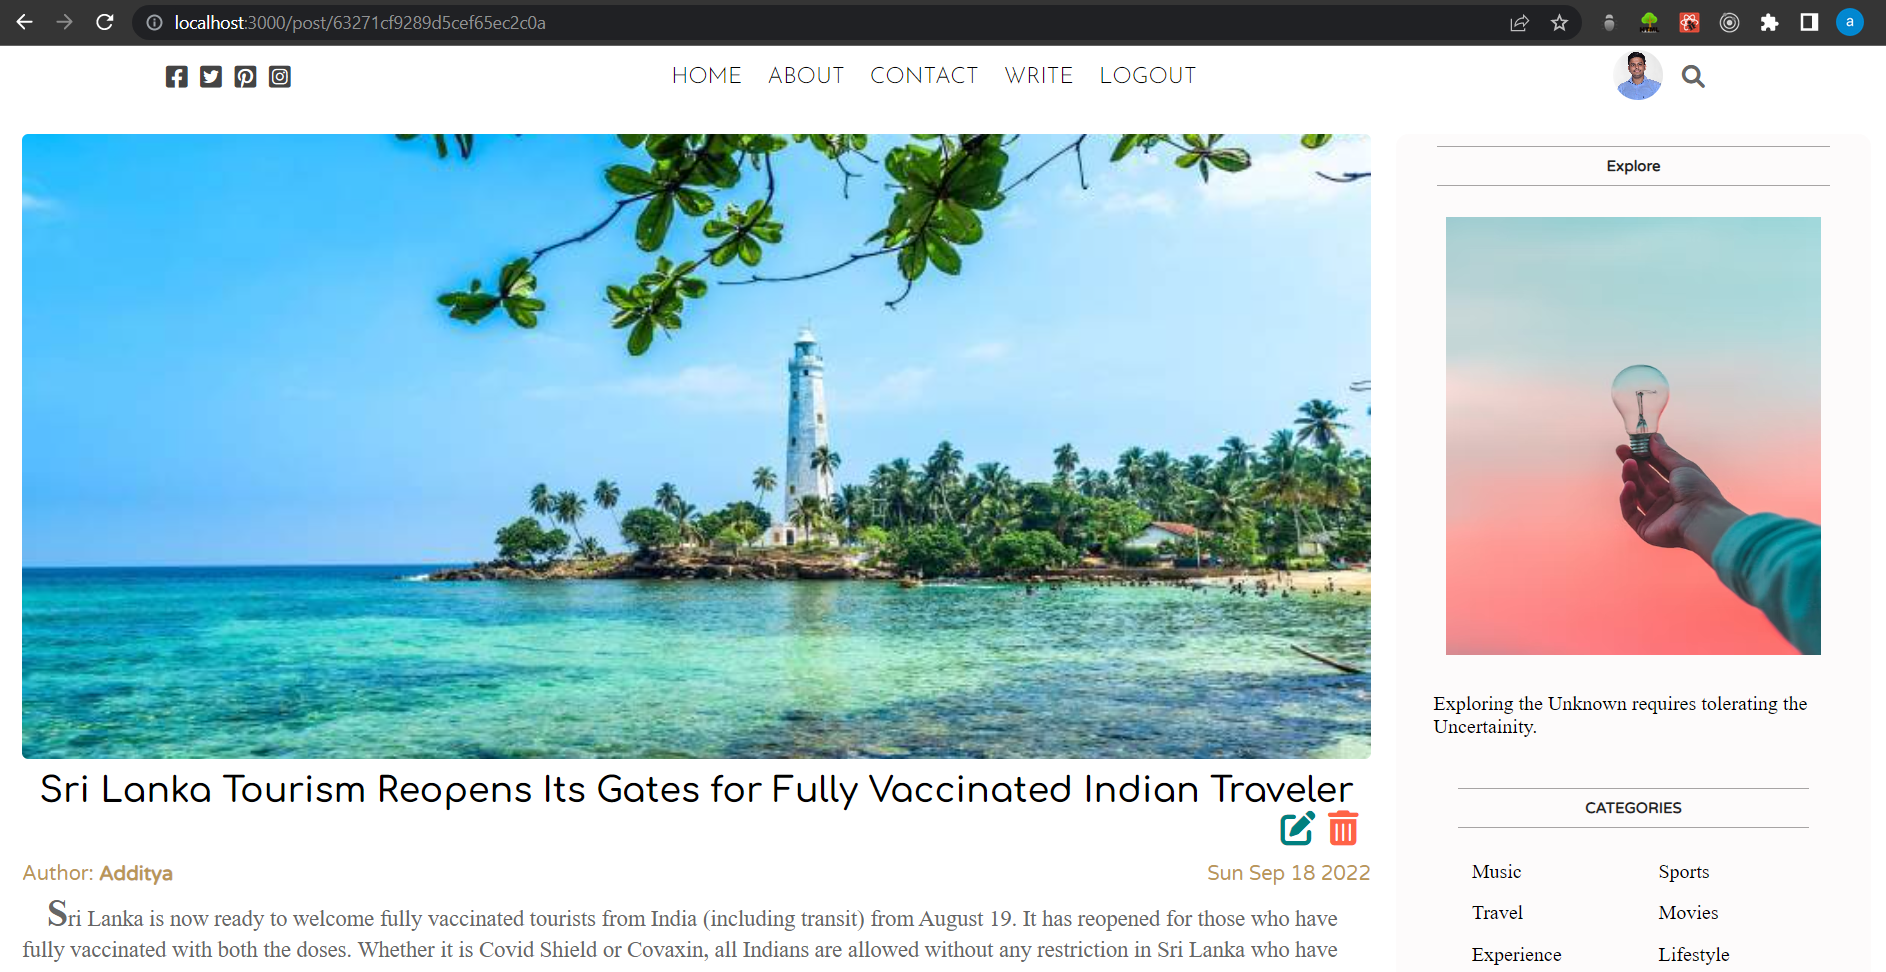 localhost:3000/post/63271cf9289d5cef65ec2c0a
a
HOME ABOUT CONTACT WRITE LOGOUT
Explore
Exploring the Unknown requires tolerating the
Uncertainity.
CATEGORIES
Music Sports
Travel Movies
Experience Lifestyle
Sri Lanka Tourism Reopens Its Gates for Fully Vaccinated Indian Traveler
Author: Additya Sun Sep 18 2022
Sri Lanka is now ready to welcome fully vaccinated tourists from India (including transit) from August 19. It has reopened for those who have
fully vaccinated with both the doses. Whether it is Covid Shield or Covaxin, all Indians are allowed without any restriction in Sri Lanka who have